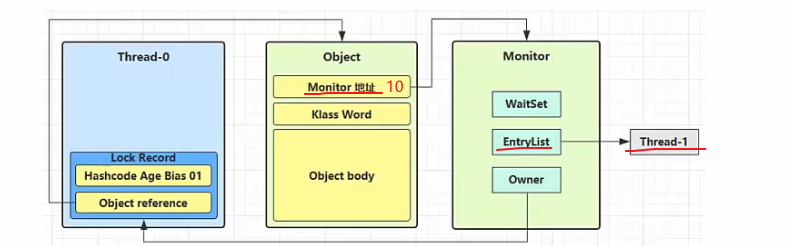 Thread-0
Object
Monitor
Monitor 地址 10
Klass Word
Object body
Lock Record
Hashcode Age Bias 01
Object reference
WaitSet
EntryList
Owner
Thread-1